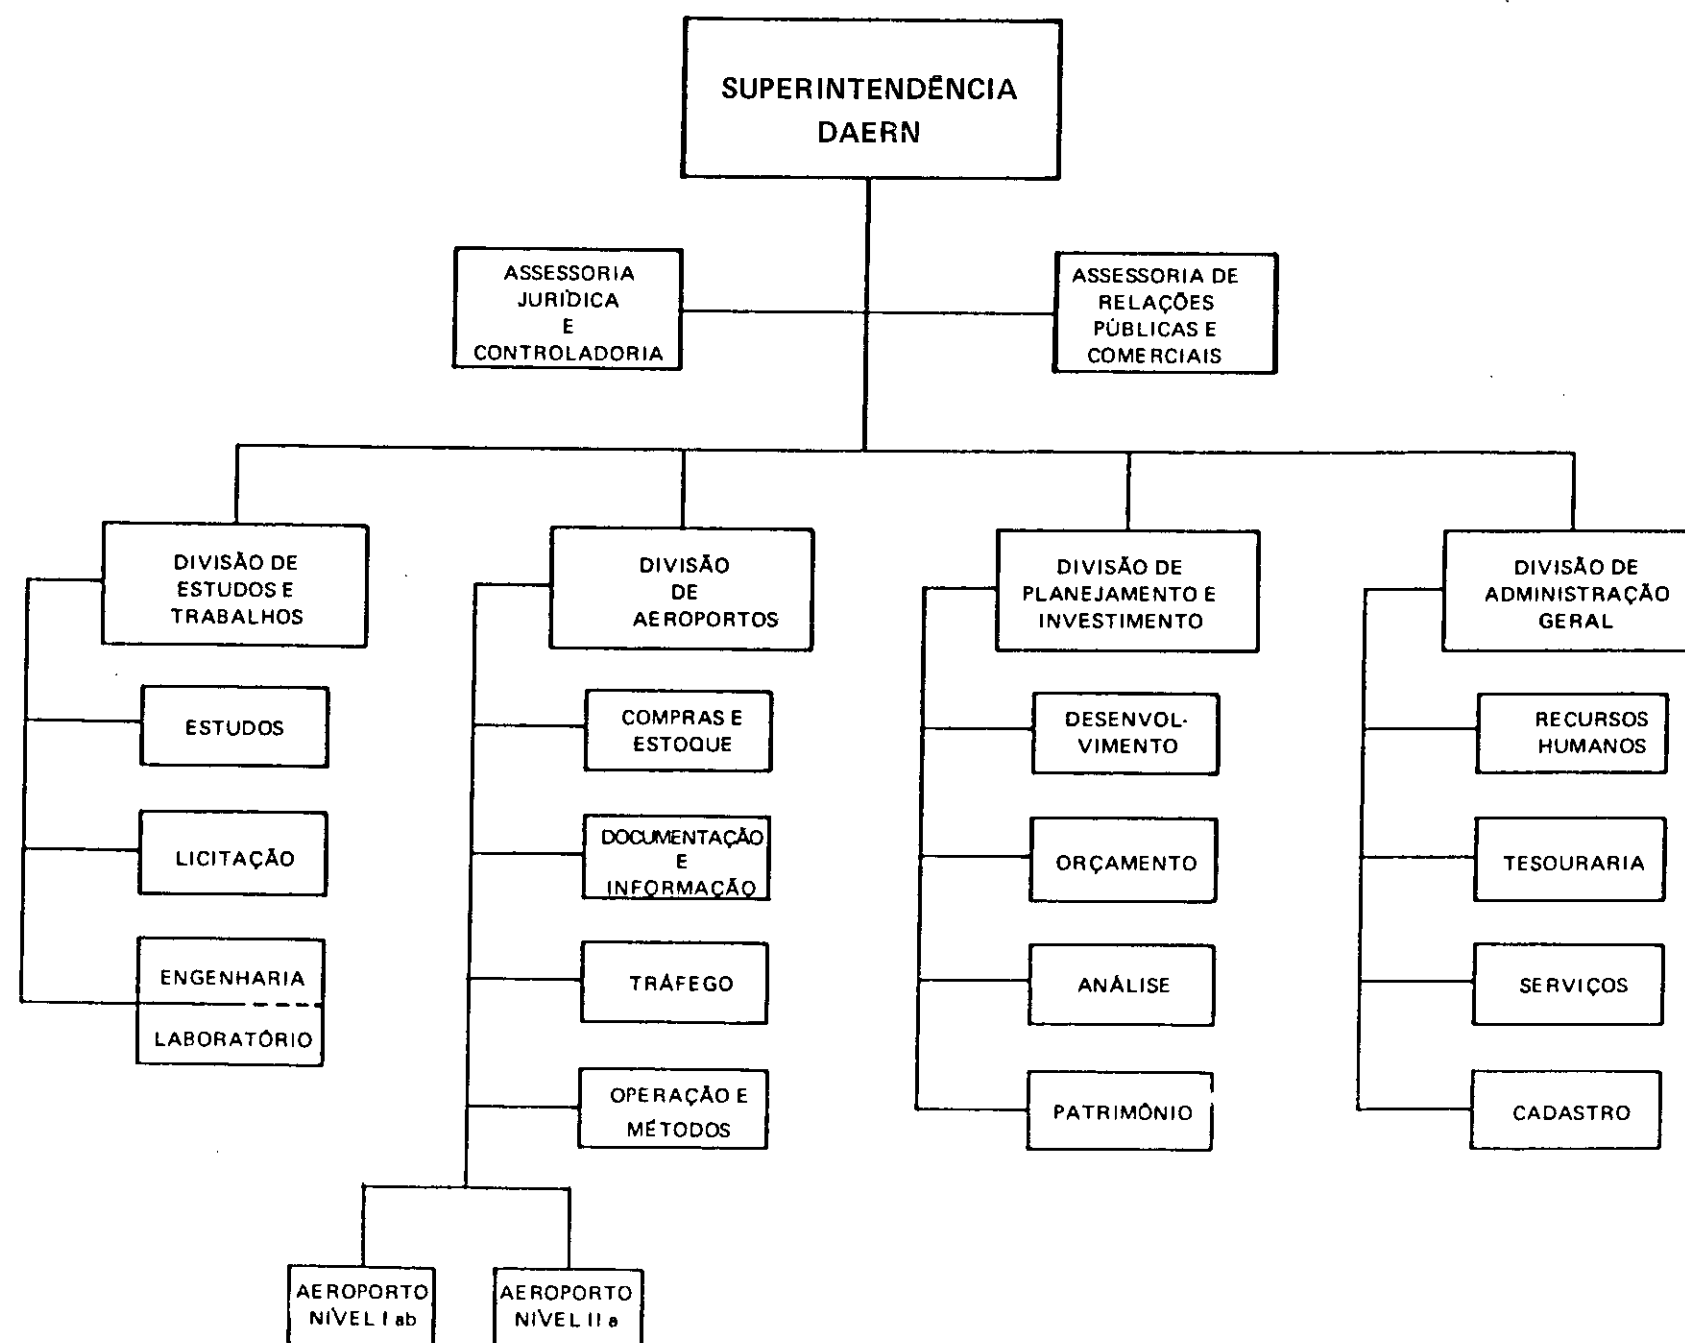 SUPERINTENDÊNCIA
DAERN
ASSESSORIA
JURÍDICA
E
CONTROLADORIA
ASSESSORIA DE
RELAÇÕES
PÚBLICAS E
COMERCIAIS
DIVISÃO DE
ESTUDOS E
TRABALHOS
DIVISÃO
DE
AEROPORTOS
DIVISÃO DE
PLANEJAMENTO E
INVESTIMENTO
DIVISÃO DE
ADMINISTRAÇÃO
GERAL
ESTUDOS
COMPRAS E
ESTOQUE
DESENVOL-
VIMENTO
RECURSOS
HUMANOS
LICITAÇÃO
DOCUMENTAÇÃO
E
INFORMAÇÃO
ORÇAMENTO
TESOURARIA
ENGENHARIA
LABORATÓRIO
TRÁFEGO
ANÁLISE
SERVIÇOS
OPERAÇÃO E
MÉTODOS
PATRIMÔNIO
CADASTRO
AEROPORTO
NÍVEL I ab
AEROPORTO
NÍVEL II a